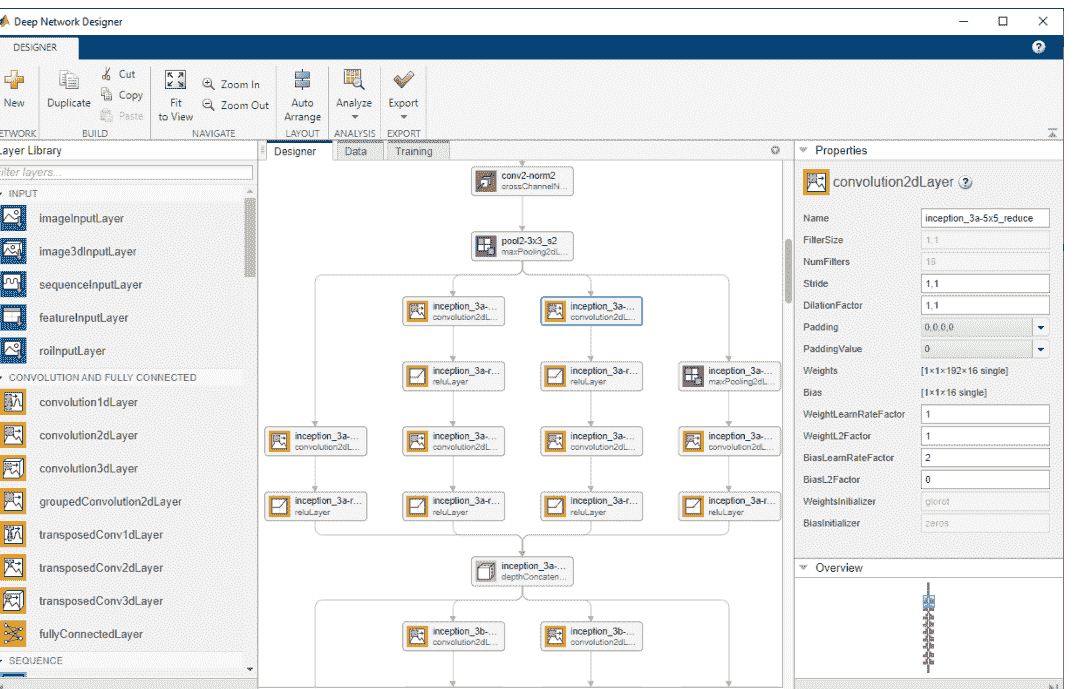 Deep Network Designer
DESIGNER
New
Duplicate
Cut
Copy
Paste
Fit
to View
Zoom In
Zoom Out
Auto
Arrange
Analyze
Export
ETWORK
BUILD
NAVIGATE
LAYOUT
ANALYSIS
EXPORT
ayer Library
ilter layers...
INPUT
imageInputLayer
image3dInputLayer
sequenceInputLayer
featureInputLayer
roiInputLayer
CONVOLUTION AND FULLY CONNECTED
convolution1dLayer
convolution2dLayer
convolution3dLayer
groupedConvolution2dLayer
transposedConv1dLayer
transposedConv2dLayer
transposedConv3dLayer
fullyConnectedLayer
SEQUENCE
Designer
Data
Training
conv2-norm2
crossChannelN...
pool2-3x3_s2
maxPooling2dL...
inception_3a-...
convolution2dL...
inception_3a-...
convolution2dL...
inception_3a-r...
reluLayer
inception_3a-r...
reluLayer
inception_3a-...
maxPooling2dL...
inception_3a-...
convolution2dL...
inception_3a-...
convolution2dL...
inception_3a-...
convolution2dL...
inception_3a-...
convolution2dL...
inception_3a-r...
reluLayer
inception_3a-r...
reluLayer
inception_3a-r...
reluLayer
inception_3a-r...
reluLayer
inception_3a-...
depthConcaten...
inception_3b-...
convolution2dL...
inception_3b-...
convolution2dL...
Properties
convolution2dLayer ?
Name inception_3a-5x5_reduce
FilterSize 1,1
NumFilters 16
Stride 1,1
DilationFactor 1,1
Padding 0,0,0,0
PaddingValue 0
Weights [1×1×192×16 single]
Bias [1×1×16 single]
WeightLearnRateFactor 1
WeightL2Factor 1
BiasLearnRateFactor 2
BiasL2Factor 0
WeightsInitializer glorot
BiasInitializer zeros
Overview